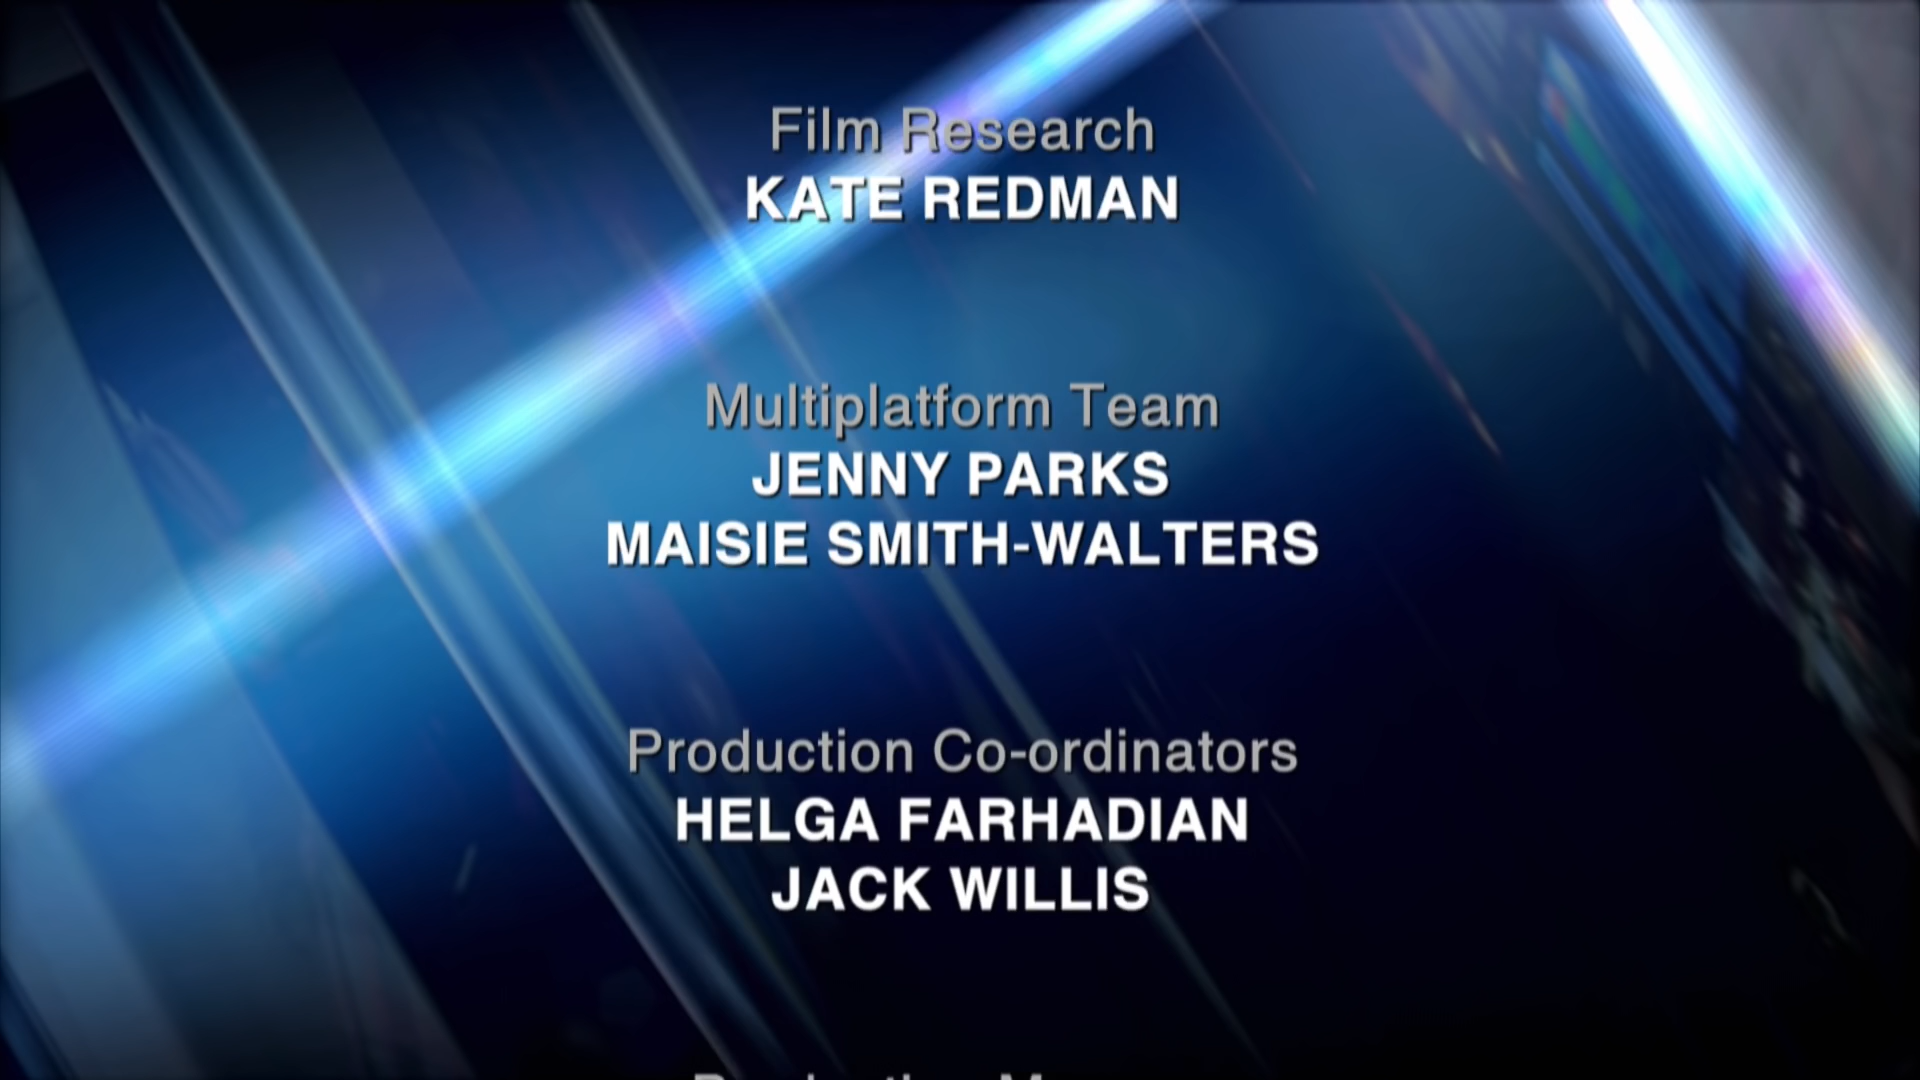 Film Research
KATE REDMAN
Multiplatform Team
JENNY PARKS
MAISIE SMITH-WALTERS
Production Co-ordinators
HELGA FARHADIAN
JACK WILLIS